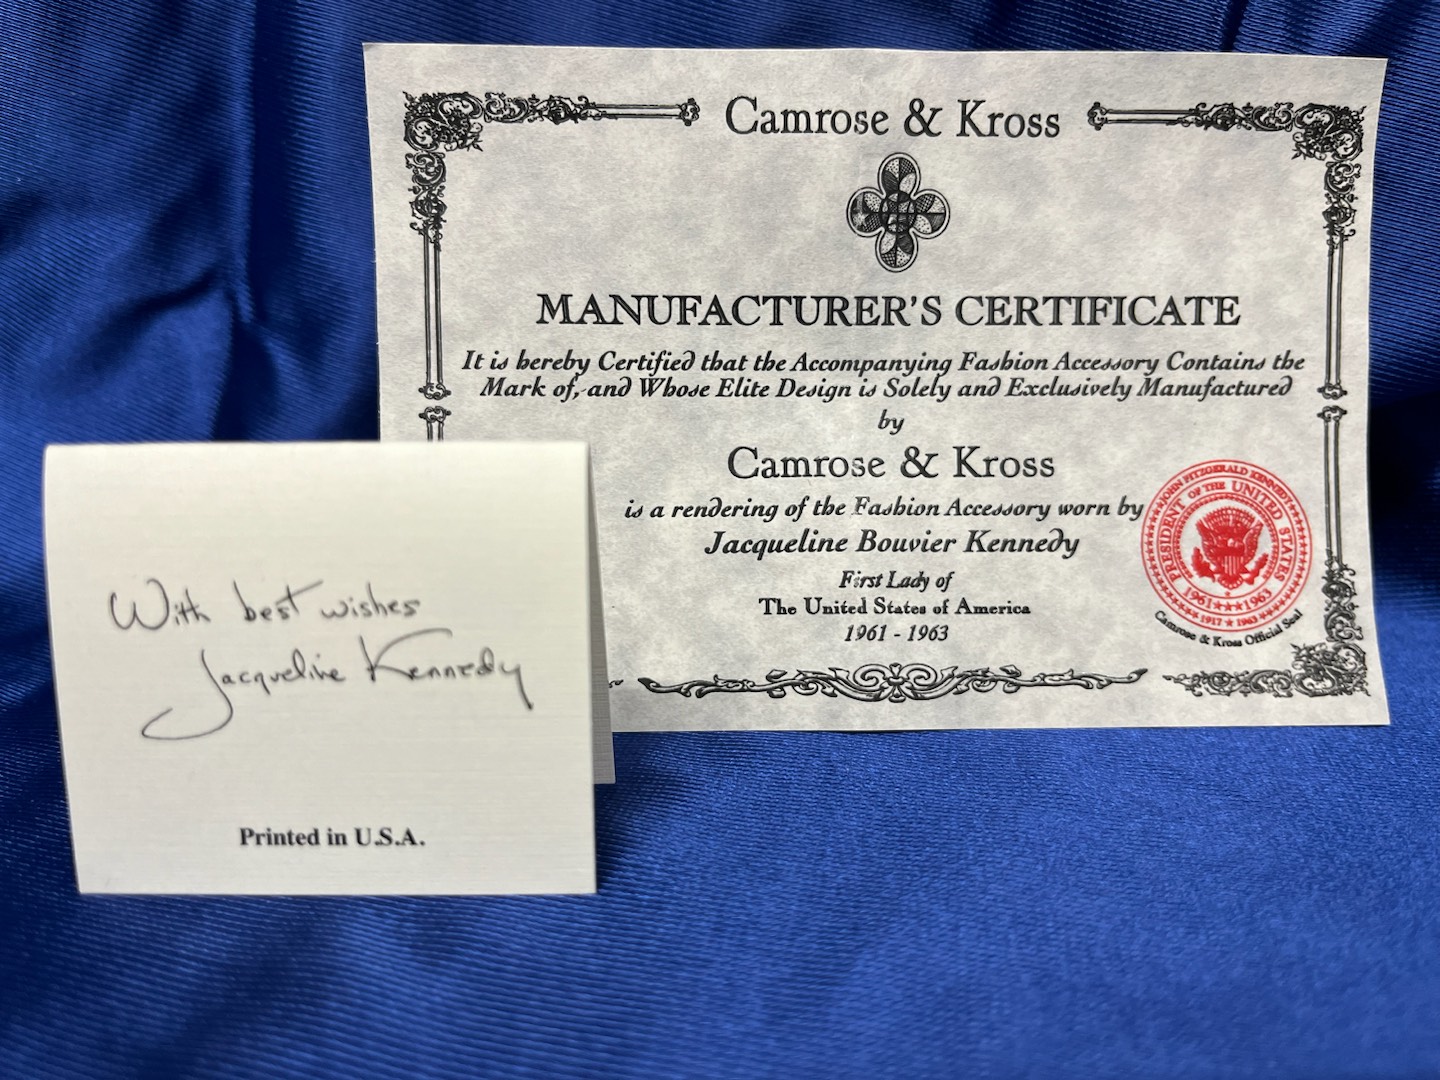 Camrose & Kross
MANUFACTURER'S CERTIFICATE
It is hereby Certified that the Accompanying Fashion Accessory Contains the
Mark of, and Whose Elite Design is Solely and Exclusively Manufactured
by
Camrose & Kross
is a rendering of the Fashion Accessory worn by
Jacqueline Bouvier Kennedy
First Lady of
The United States of America
1961 - 1963
JOHN FITZGERALD KENNEDY
PRESIDENT OF THE UNITED STATES
1961★★★1963
1917 ★ 1963
Camrose & Kross Official Seal
With best wishes
Jacqueline Kennedy
Printed in U.S.A.